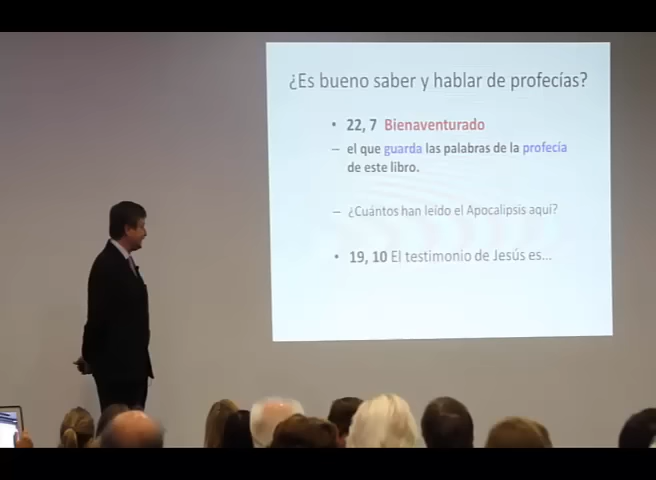 ¿Es bueno saber y hablar de profecías?
• 22, 7 Bienaventurado
– el que guarda las palabras de la profecía
de este libro.
– ¿Cuántos han leído el Apocalipsis aquí?
• 19, 10 El testimonio de Jesús es...